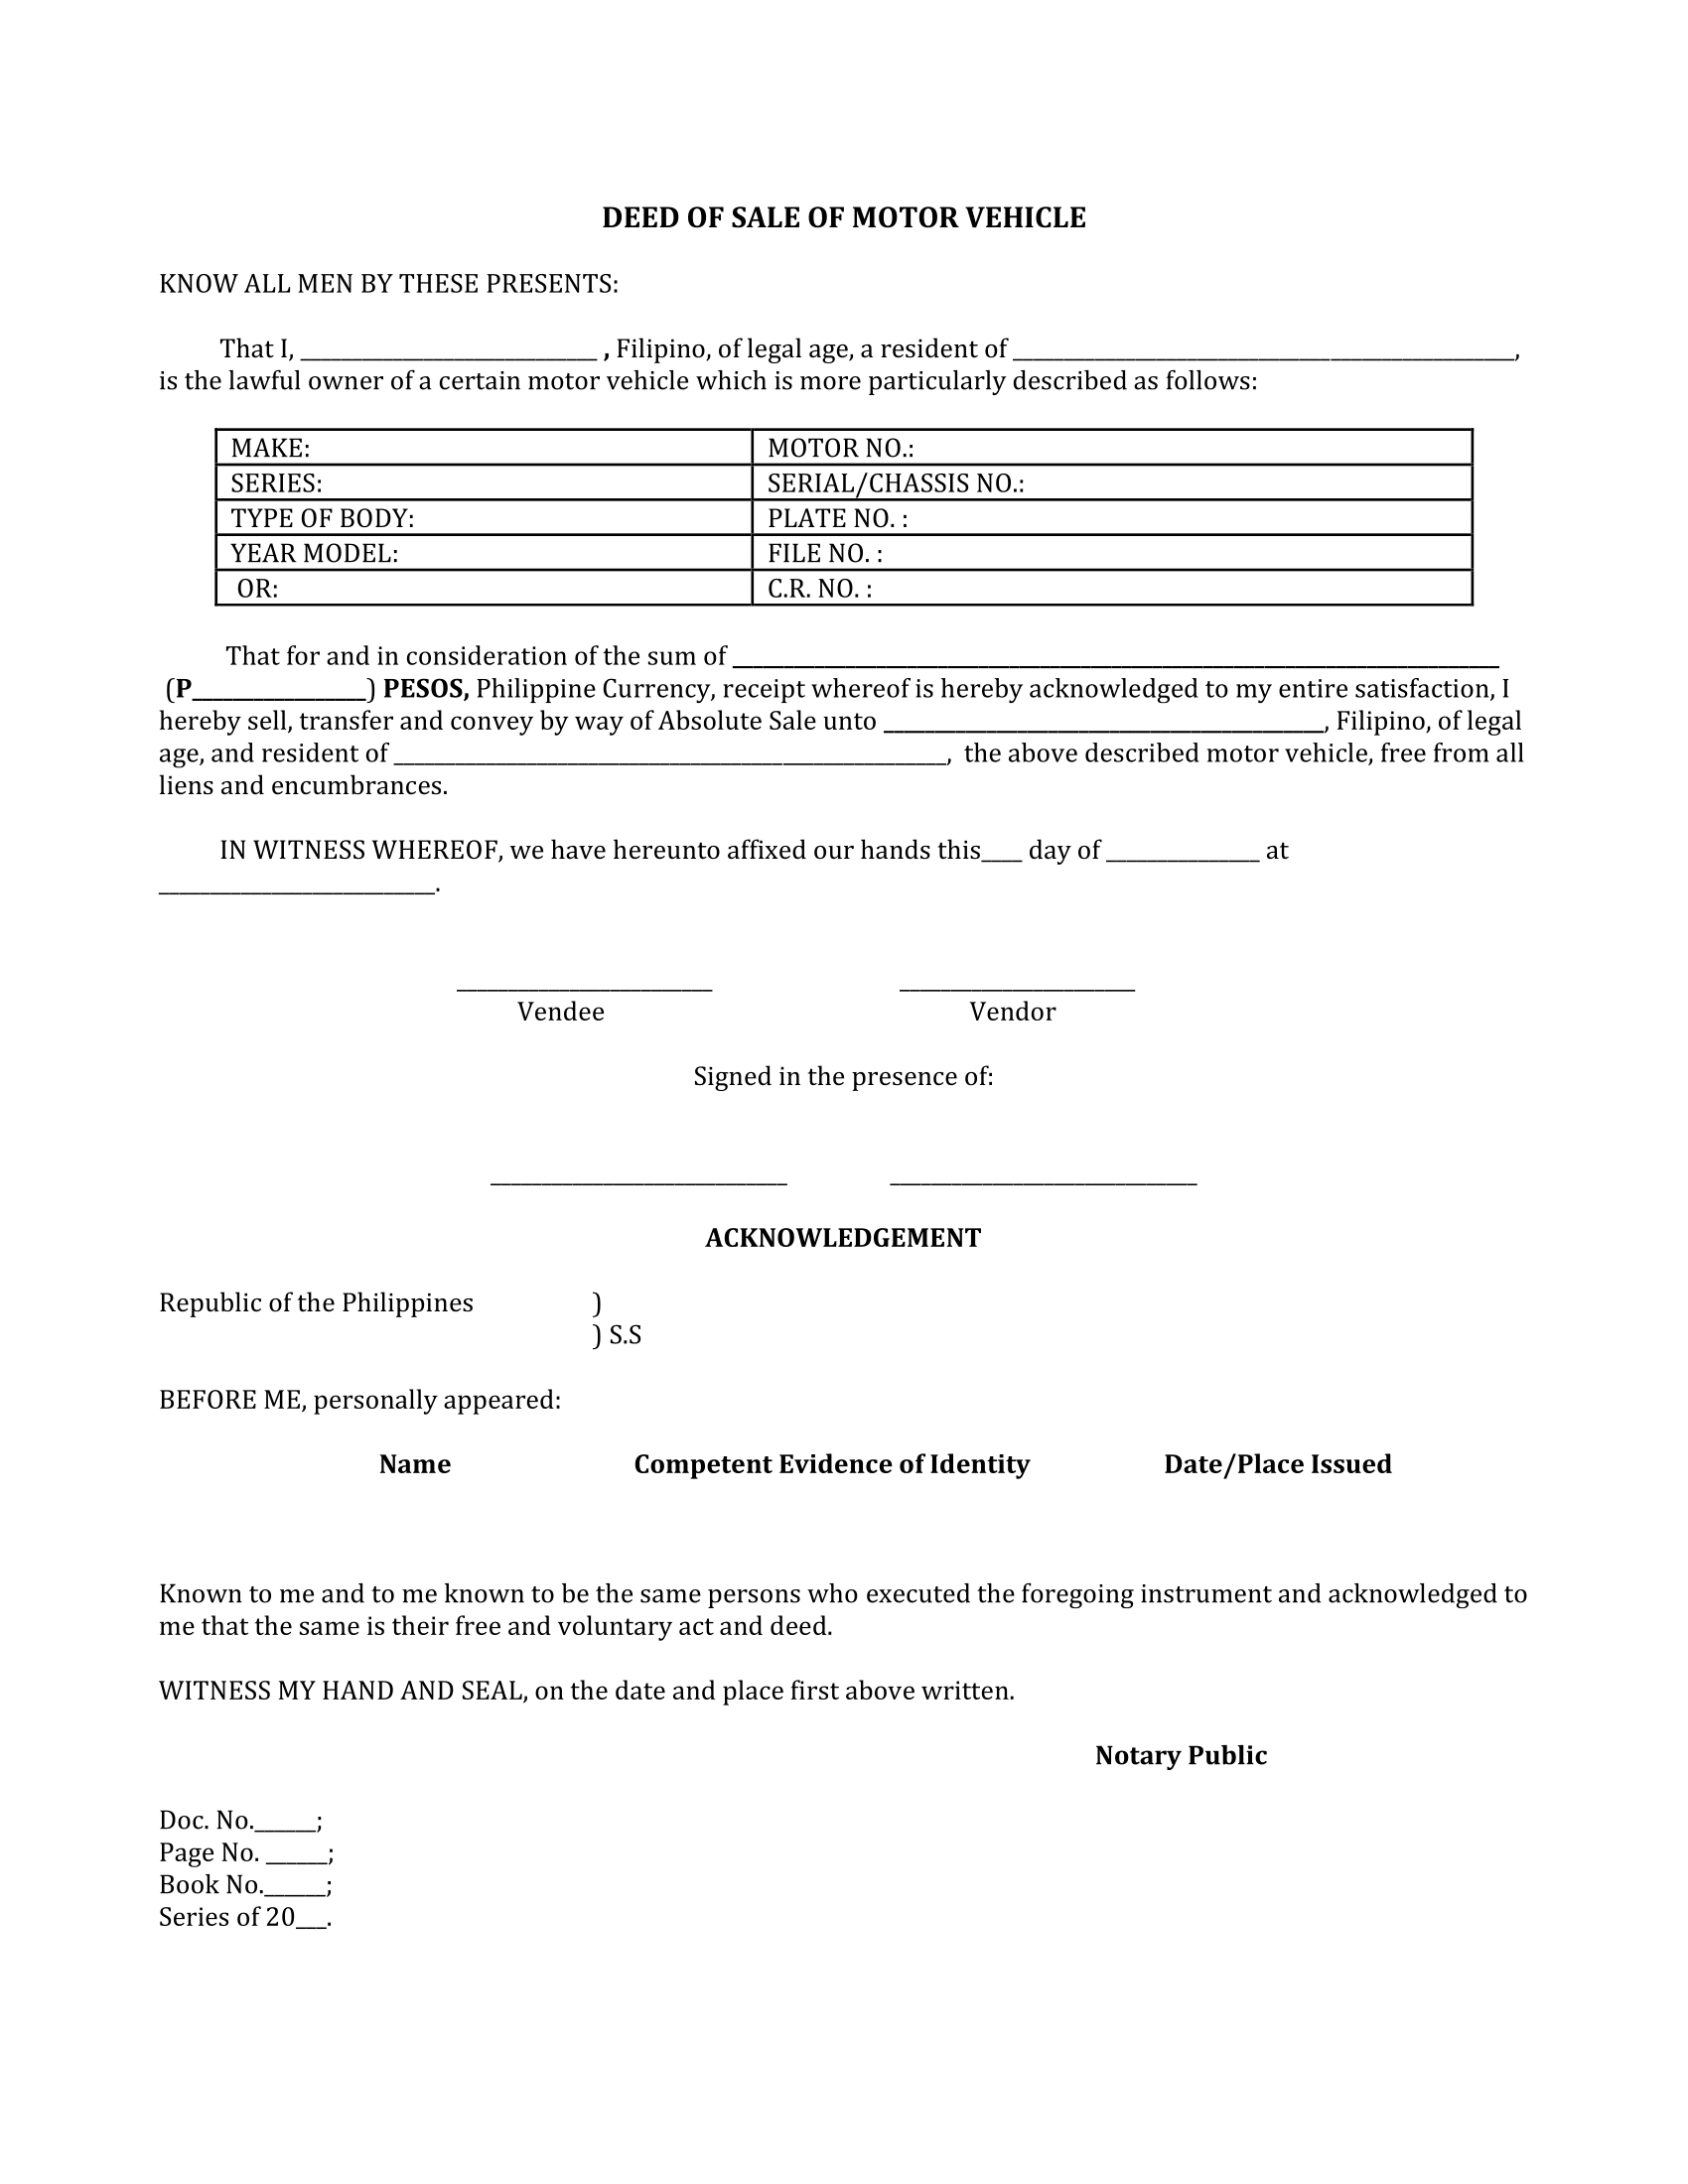 DEED OF SALE OF MOTOR VEHICLE
KNOW ALL MEN BY THESE PRESENTS:
That I, _____________________________ , Filipino, of legal age, a resident of _________________________________________________,
is the lawful owner of a certain motor vehicle which is more particularly described as follows:
MAKE: MOTOR NO.:
SERIES: SERIAL/CHASSIS NO.:
TYPE OF BODY: PLATE NO. :
YEAR MODEL: FILE NO. :
OR: C.R. NO. :
That for and in consideration of the sum of ___________________________________________________________________________
(P_________________) PESOS, Philippine Currency, receipt whereof is hereby acknowledged to my entire satisfaction, I
hereby sell, transfer and convey by way of Absolute Sale unto ___________________________________________, Filipino, of legal
age, and resident of ______________________________________________________, the above described motor vehicle, free from all
liens and encumbrances.
IN WITNESS WHEREOF, we have hereunto affixed our hands this____ day of _______________ at
___________________________.
_________________________ _______________________
Vendee Vendor
Signed in the presence of:
_____________________________ ______________________________
ACKNOWLEDGEMENT
Republic of the Philippines )
) S.S
BEFORE ME, personally appeared:
Name Competent Evidence of Identity Date/Place Issued
Known to me and to me known to be the same persons who executed the foregoing instrument and acknowledged to
me that the same is their free and voluntary act and deed.
WITNESS MY HAND AND SEAL, on the date and place first above written.
Notary Public
Doc. No.______;
Page No. ______;
Book No.______;
Series of 20___.